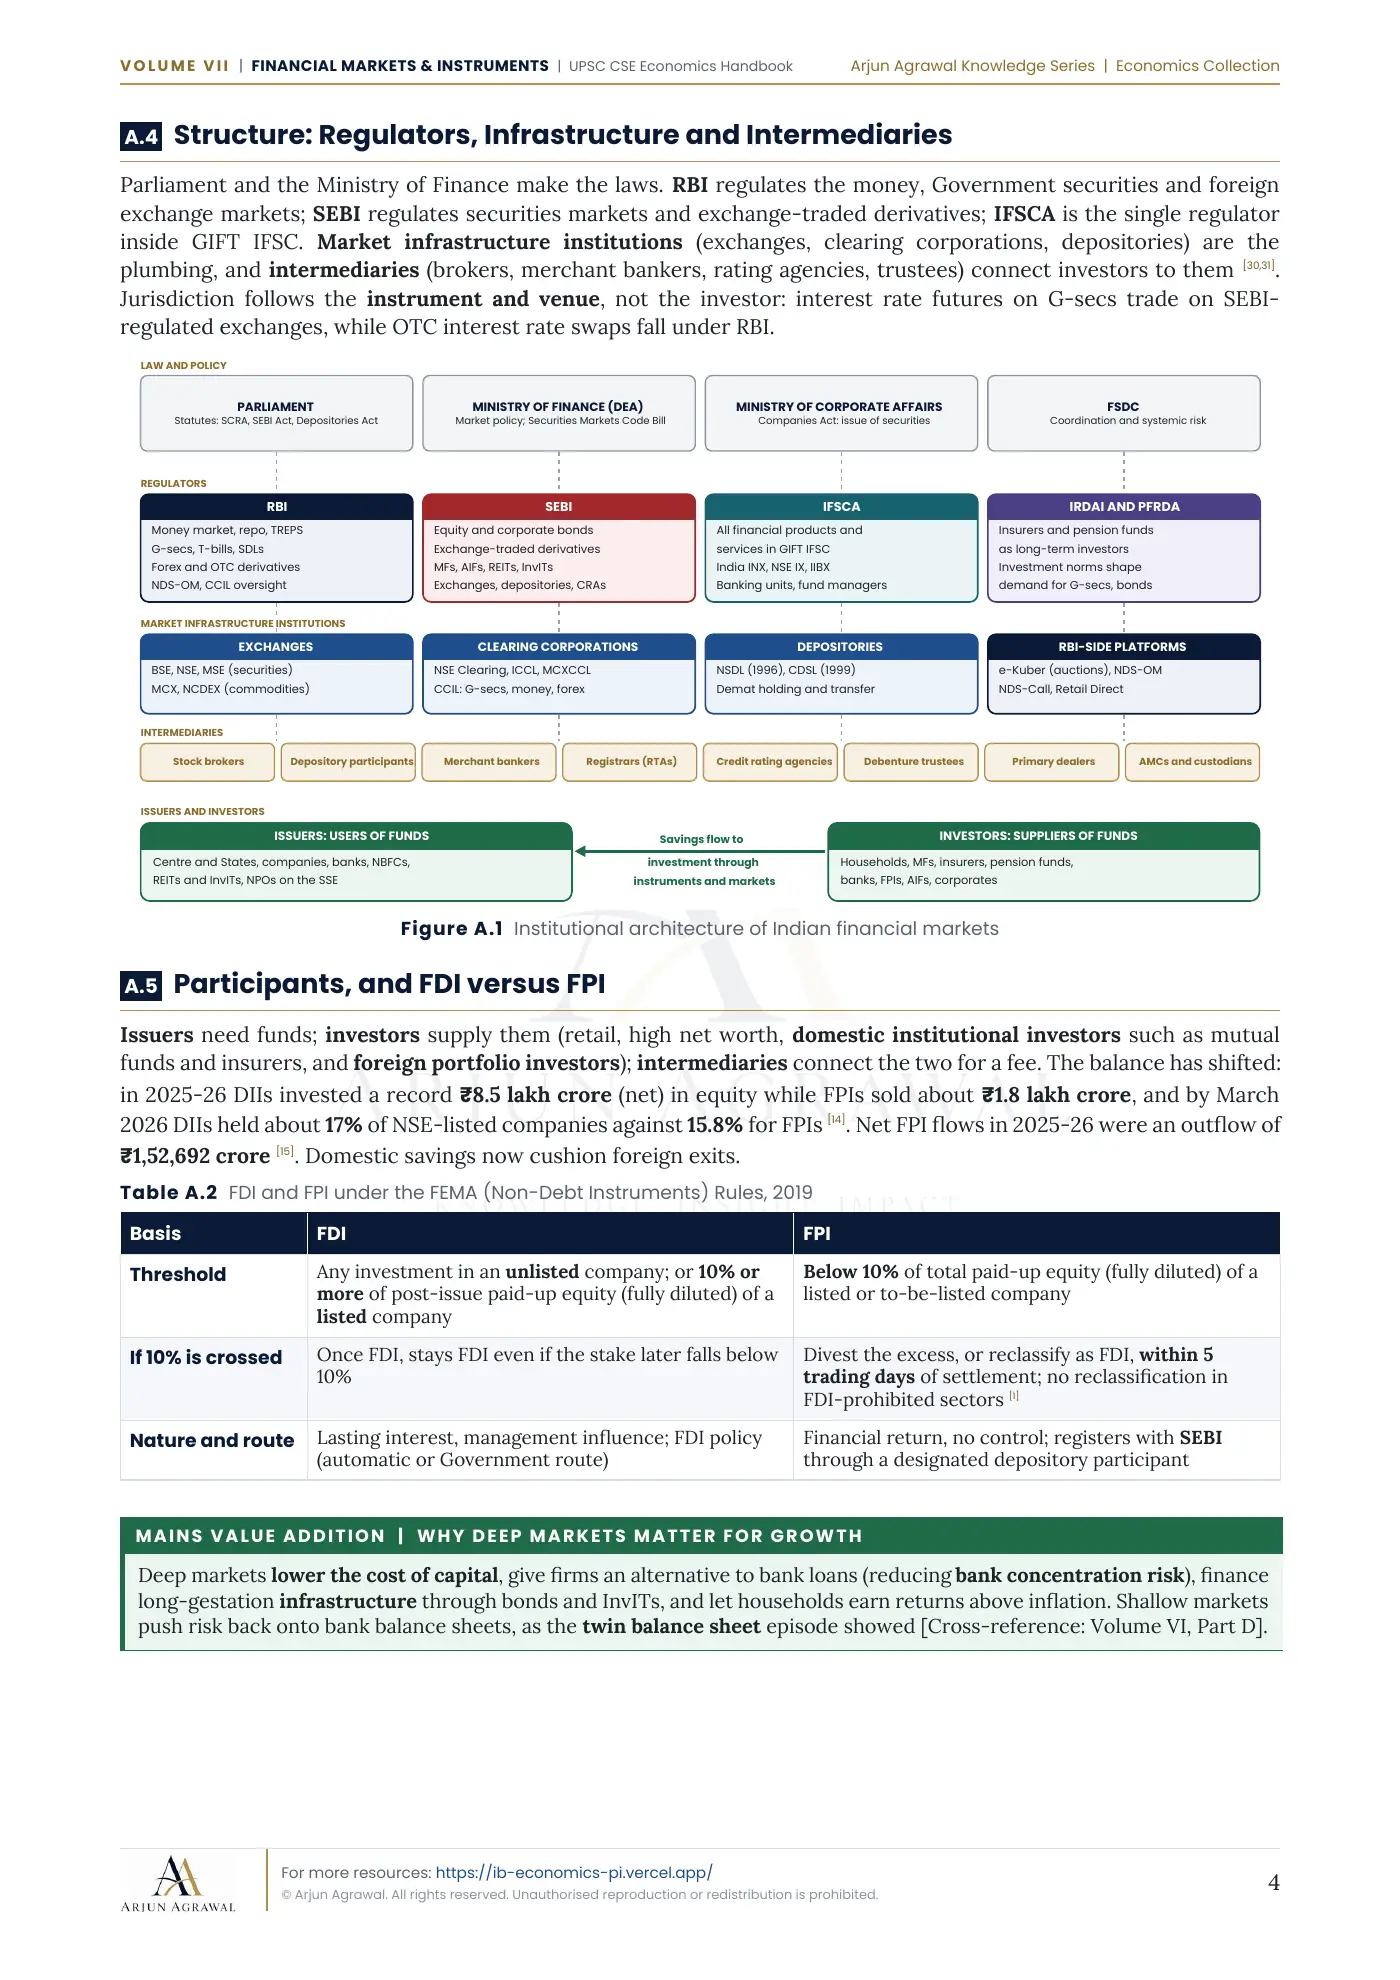 VOLUME VII | FINANCIAL MARKETS & INSTRUMENTS | UPSC CSE Economics Handbook
Arjun Agrawal Knowledge Series | Economics Collection
A.4 Structure: Regulators, Infrastructure and Intermediaries
Parliament and the Ministry of Finance make the laws. RBI regulates the money, Government securities and foreign
exchange markets; SEBI regulates securities markets and exchange-traded derivatives; IFSCA is the single regulator
inside GIFT IFSC. Market infrastructure institutions (exchanges, clearing corporations, depositories) are the
plumbing, and intermediaries (brokers, merchant bankers, rating agencies, trustees) connect investors to them [30,31].
Jurisdiction follows the instrument and venue, not the investor: interest rate futures on G-secs trade on SEBI-
regulated exchanges, while OTC interest rate swaps fall under RBI.
LAW AND POLICY
PARLIAMENT
Statutes: SCRA, SEBI Act, Depositories Act
MINISTRY OF FINANCE (DEA)
Market policy; Securities Markets Code Bill
MINISTRY OF CORPORATE AFFAIRS
Companies Act: issue of securities
FSDC
Coordination and systemic risk
REGULATORS
RBI
Money market, repo, TREPS
G-secs, T-bills, SDLs
Forex and OTC derivatives
NDS-OM, CCIL oversight
SEBI
Equity and corporate bonds
Exchange-traded derivatives
MFs, AIFs, REITs, InvITs
Exchanges, depositories, CRAs
IFSCA
All financial products and
services in GIFT IFSC
India INX, NSE IX, IIBX
Banking units, fund managers
IRDAI AND PFRDA
Insurers and pension funds
as long-term investors
Investment norms shape
demand for G-secs, bonds
MARKET INFRASTRUCTURE INSTITUTIONS
EXCHANGES
BSE, NSE, MSE (securities)
MCX, NCDEX (commodities)
CLEARING CORPORATIONS
NSE Clearing, ICCL, MCXCCL
CCIL: G-secs, money, forex
DEPOSITORIES
NSDL (1996), CDSL (1999)
Demat holding and transfer
RBI-SIDE PLATFORMS
e-Kuber (auctions), NDS-OM
NDS-Call, Retail Direct
INTERMEDIARIES
Stock brokers
Depository participants
Merchant bankers
Registrars (RTAs)
Credit rating agencies
Debenture trustees
Primary dealers
AMCs and custodians
ISSUERS AND INVESTORS
ISSUERS: USERS OF FUNDS
Centre and States, companies, banks, NBFCs,
REITs and InvITs, NPOs on the SSE
Savings flow to
investment through
instruments and markets
INVESTORS: SUPPLIERS OF FUNDS
Households, MFs, insurers, pension funds,
banks, FPIs, AIFs, corporates
Figure A.1 Institutional architecture of Indian financial markets
A.5 Participants, and FDI versus FPI
Issuers need funds; investors supply them (retail, high net worth, domestic institutional investors such as mutual
funds and insurers, and foreign portfolio investors); intermediaries connect the two for a fee. The balance has shifted:
in 2025-26 DIIs invested a record ₹8.5 lakh crore (net) in equity while FPIs sold about ₹1.8 lakh crore, and by March
2026 DIIs held about 17% of NSE-listed companies against 15.8% for FPIs [14]. Net FPI flows in 2025-26 were an outflow of
₹1,52,692 crore [15]. Domestic savings now cushion foreign exits.
ARJUN AGRAWAL
KNOWLEDGE INSIGHT IMPACT
Table A.2 FDI and FPI under the FEMA (Non-Debt Instruments) Rules, 2019
Basis
FDI
FPI
Threshold
Any investment in an unlisted company; or 10% or
more of post-issue paid-up equity (fully diluted) of a
listed company
Below 10% of total paid-up equity (fully diluted) of a
listed or to-be-listed company
If 10% is crossed
Once FDI, stays FDI even if the stake later falls below
10%
Divest the excess, or reclassify as FDI, within 5
trading days of settlement; no reclassification in
FDI-prohibited sectors [1]
Nature and route
Lasting interest, management influence; FDI policy
(automatic or Government route)
Financial return, no control; registers with SEBI
through a designated depository participant
MAINS VALUE ADDITION | WHY DEEP MARKETS MATTER FOR GROWTH
Deep markets lower the cost of capital, give firms an alternative to bank loans (reducing bank concentration risk), finance
long-gestation infrastructure through bonds and InvITs, and let households earn returns above inflation. Shallow markets
push risk back onto bank balance sheets, as the twin balance sheet episode showed [Cross-reference: Volume VI, Part D].
ARJUN AGRAWAL
For more resources: https://ib-economics-pi.vercel.app/
© Arjun Agrawal. All rights reserved. Unauthorised reproduction or redistribution is prohibited.
4